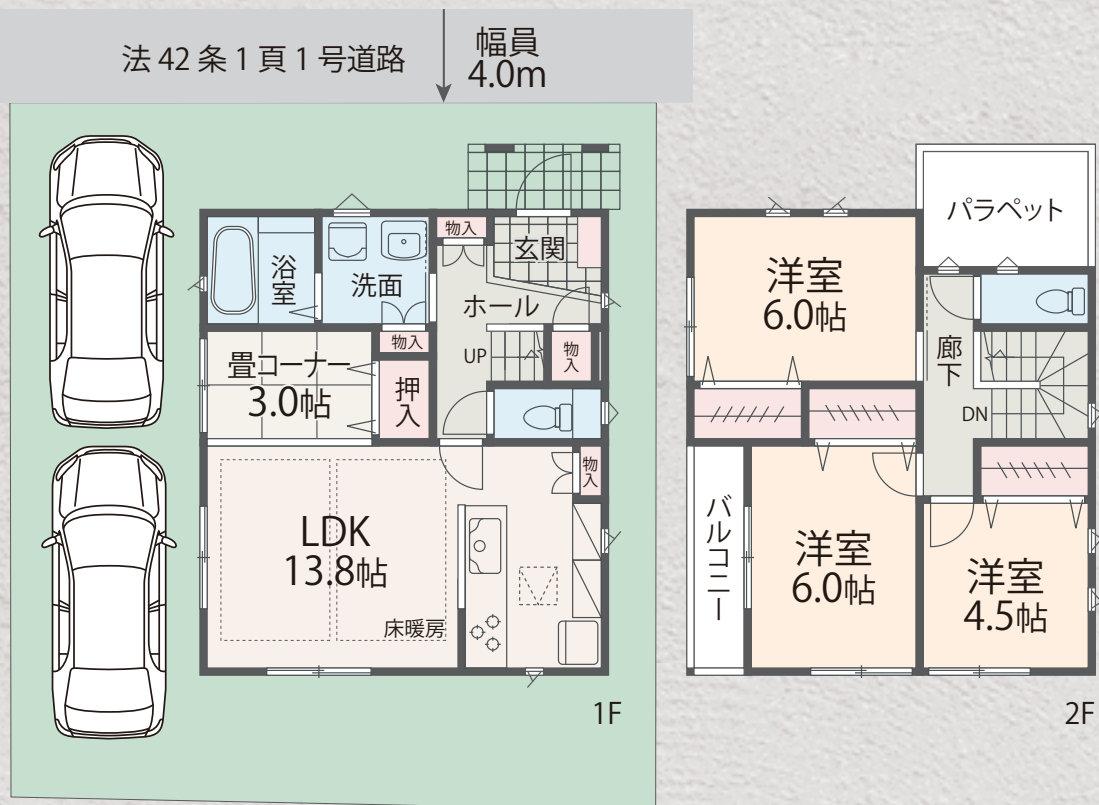 法 42 条 1 頁 1 号道路
幅員
4.0m
浴室
洗面
物入
玄関
ホール
UP
物入
物入
畳コーナー
3.0帖
押入
物入
LDK
13.8帖
床暖房
1F
パラペット
洋室
6.0帖
廊下
DN
バルコニー
洋室
6.0帖
洋室
4.5帖
2F